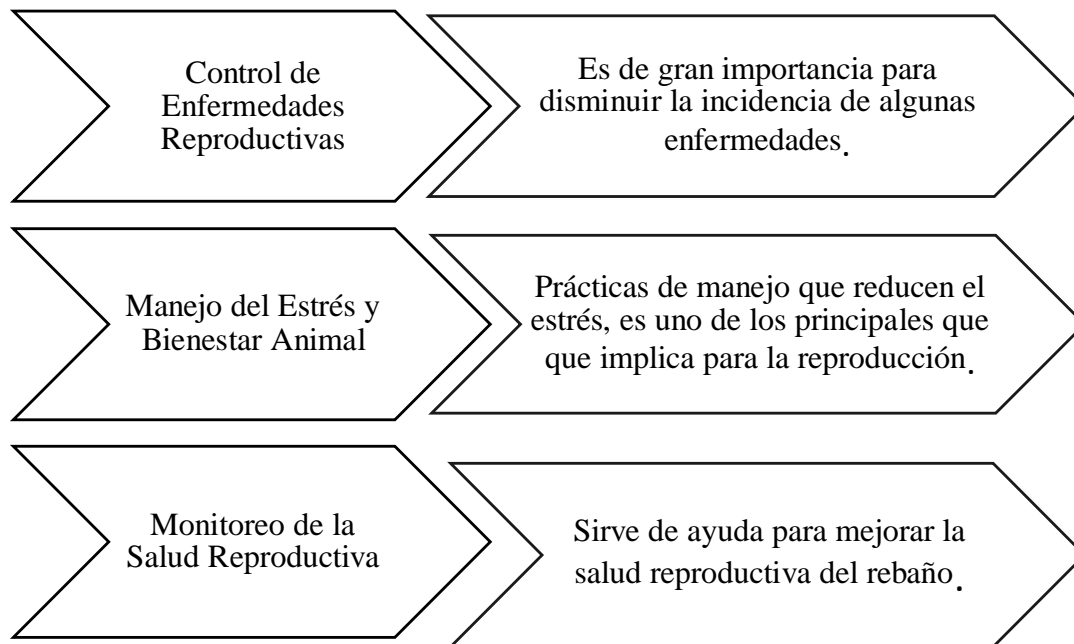 Control de
Enfermedades
Reproductivas
Es de gran importancia para
disminuir la incidencia de algunas
enfermedades.
Manejo del Estrés y
Bienestar Animal
Prácticas de manejo que reducen el
estrés, es uno de los principales que
que implica para la reproducción.
Monitoreo de la
Salud Reproductiva
Sirve de ayuda para mejorar la
salud reproductiva del rebaño.